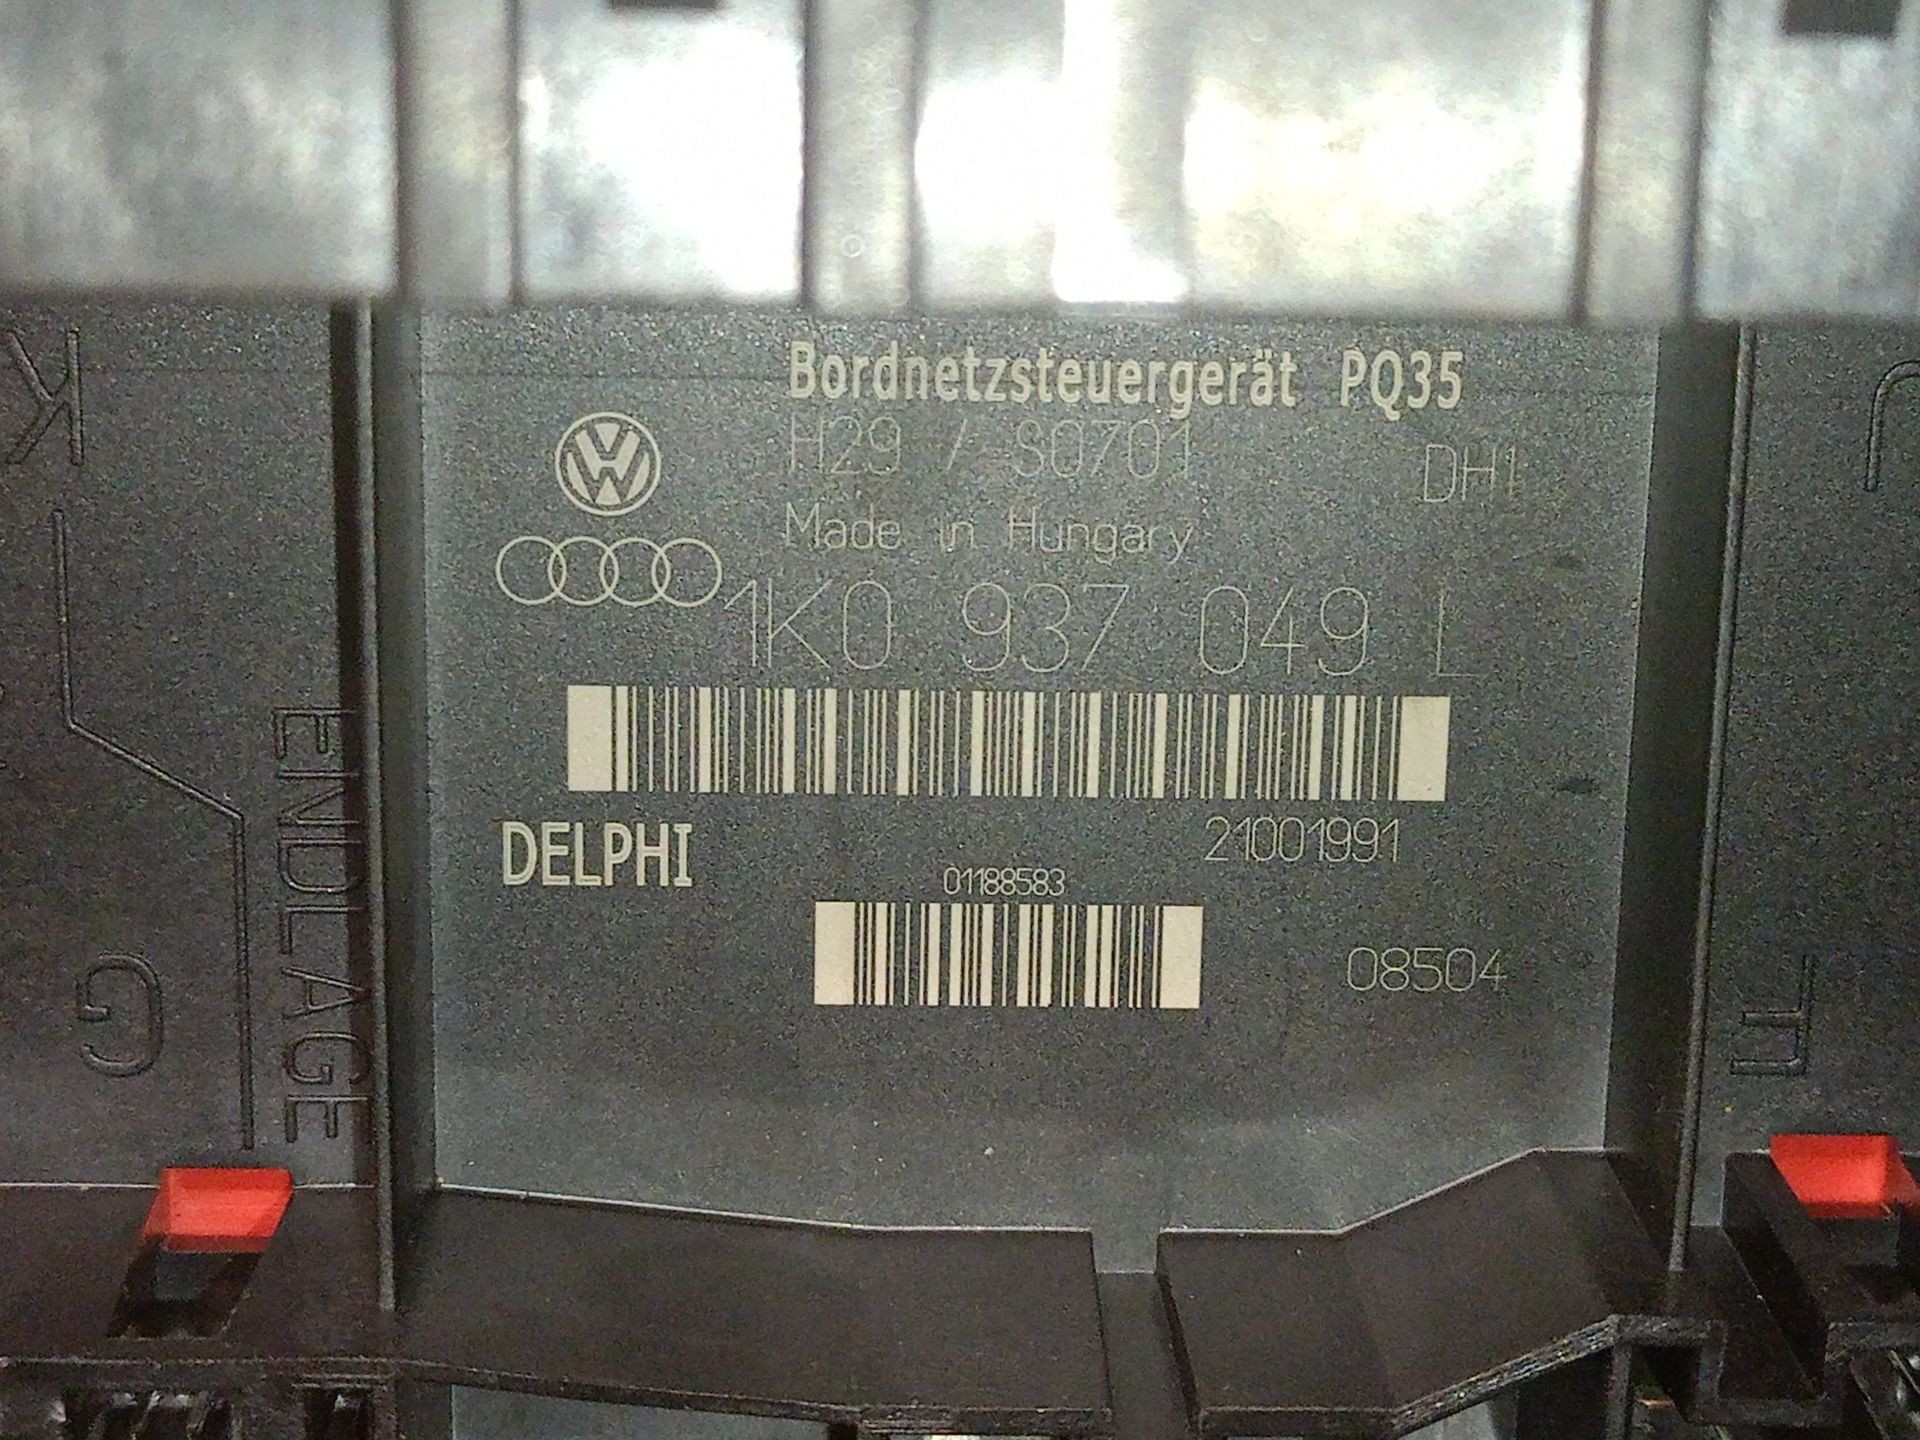 Bordnetzsteuergerät PQ35
H29 / S0701 DH1
Made in Hungary
1K0 937 049 L
DELPHI
21001991
01188583
08504
K
G
ENDLAGE
F